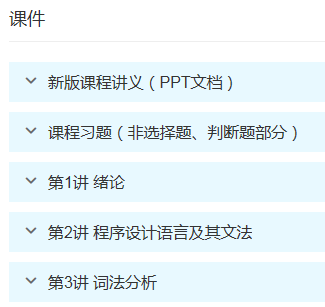 课件
新版课程讲义（PPT文档）
课程习题（非选择题、判断题部分）
第1讲 绪论
第2讲 程序设计语言及其文法
第3讲 词法分析